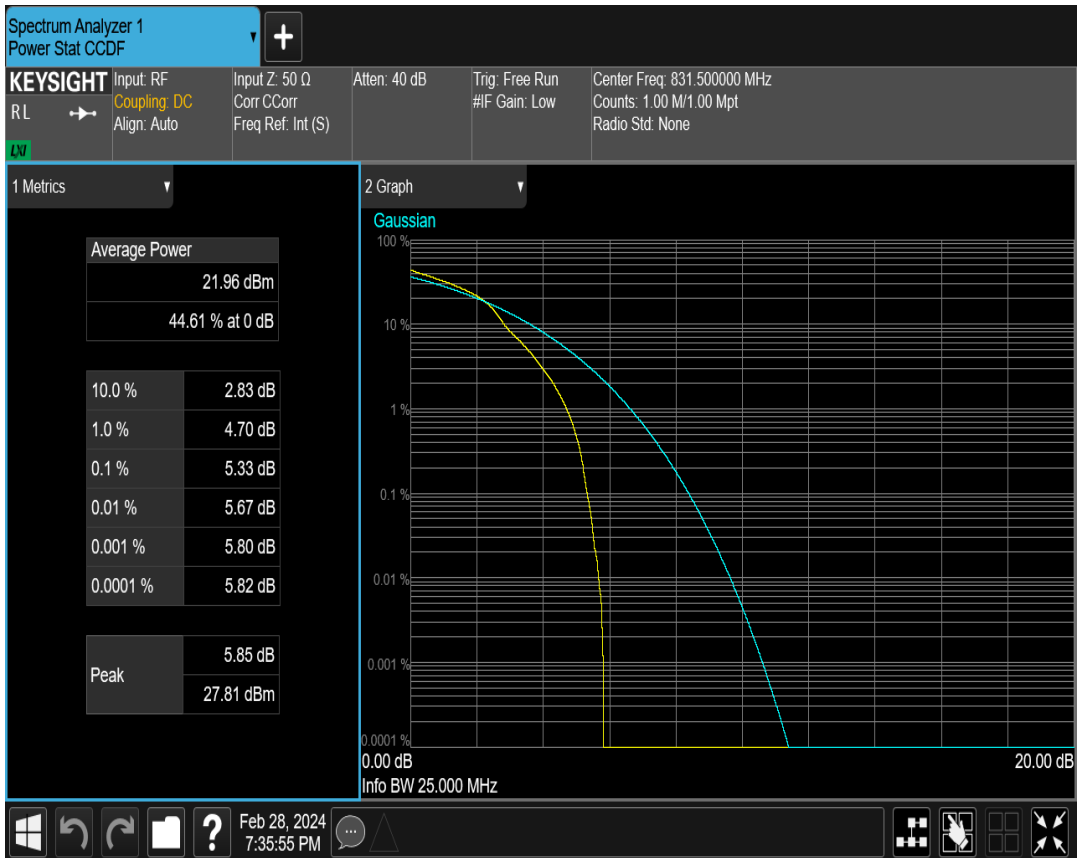 Spectrum Analyzer 1
Power Stat CCDF
+
KEYSIGHT
RL
LXI
Input: RF
Coupling: DC
Align: Auto
Input Z: 50 Ω
Corr CCorr
Freq Ref: Int (S)
Atten: 40 dB
Trig: Free Run
#IF Gain: Low
Center Freq: 831.500000 MHz
Counts: 1.00 M/1.00 Mpt
Radio Std: None
1 Metrics
Average Power
21.96 dBm
44.61 % at 0 dB
10.0 % 2.83 dB
1.0 % 4.70 dB
0.1 % 5.33 dB
0.01 % 5.67 dB
0.001 % 5.80 dB
0.0001 % 5.82 dB
Peak
5.85 dB
27.81 dBm
2 Graph
Gaussian
100 %
10 %
1 %
0.1 %
0.01 %
0.001 %
0.0001 %
0.00 dB 20.00 dB
Info BW 25.000 MHz
?
Feb 28, 2024
7:35:55 PM